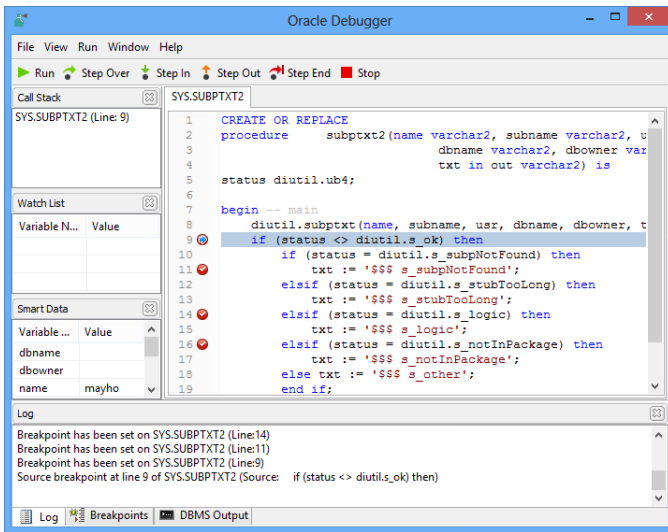 Oracle Debugger
File View Run Window Help
Run Step Over Step In Step Out Step End Stop
Call Stack
SYS.SUBPTXT2 (Line: 9)
Watch List
Variable N... Value
Smart Data
Variable ... Value
dbname
dbowner
name mayho
SYS.SUBPTXT2
1 CREATE OR REPLACE
2 procedure subptxt2(name varchar2, subname varchar2, u
3 dbname varchar2, dbowner var
4 txt in out varchar2) is
5 status diutil.ub4;
6
7 begin -- main
8 diutil.subptxt(name, subname, usr, dbname, dbowner, t
9 if (status <> diutil.s_ok) then
10 if (status = diutil.s_subpNotFound) then
11 txt := '$$$ s_subpNotFound';
12 elsif (status = diutil.s_stubTooLong) then
13 txt := '$$$ s_stubTooLong';
14 elsif (status = diutil.s_logic) then
15 txt := '$$$ s_logic';
16 elsif (status = diutil.s_notInPackage) then
17 txt := '$$$ s_notInPackage';
18 else txt := '$$$ s_other';
19 end if;
Log
Breakpoint has been set on SYS.SUBPTXT2 (Line:14)
Breakpoint has been set on SYS.SUBPTXT2 (Line:11)
Breakpoint has been set on SYS.SUBPTXT2 (Line:9)
Source breakpoint at line 9 of SYS.SUBPTXT2 (Source: if (status <> diutil.s_ok) then)
Log Breakpoints DBMS Output